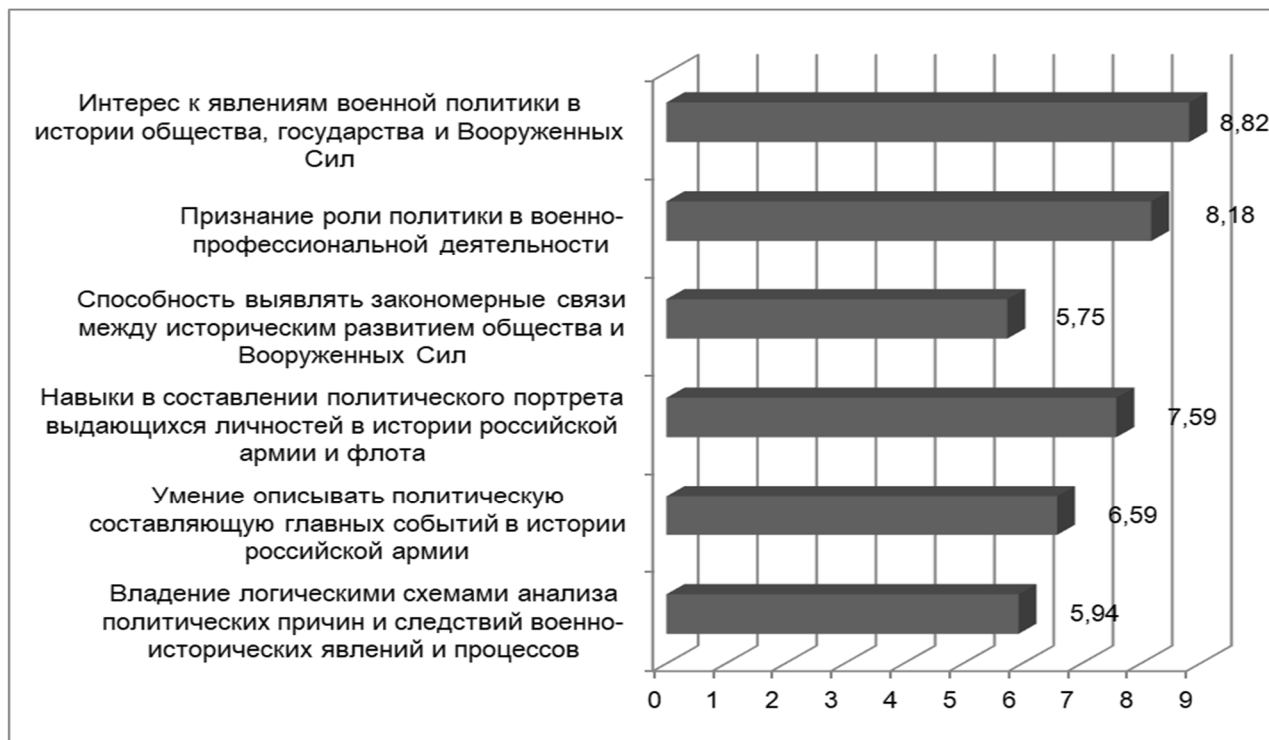 Интерес к явлениям военной политики в
истории общества, государства и Вооруженных
Сил
8,82
Признание роли политики в военно-
профессиональной деятельности
8,18
Способность выявлять закономерные связи
между историческим развитием общества и
Вооруженных Сил
5,75
Навыки в составлении политического портрета
выдающихся личностей в истории российской
армии и флота
7,59
Умение описывать политическую
составляющую главных событий в истории
российской армии
6,59
Владение логическими схемами анализа
политических причин и следствий военно-
исторических явлений и процессов
5,94
0 1 2 3 4 5 6 7 8 9